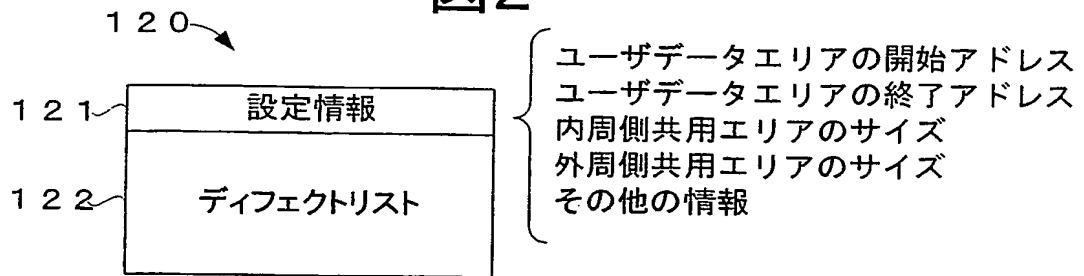 図2
120
121
設定情報
122
ディフェクトリスト
ユーザデータエリアの開始アドレス
ユーザデータエリアの終了アドレス
内周側共用エリアのサイズ
外周側共用エリアのサイズ
その他の情報